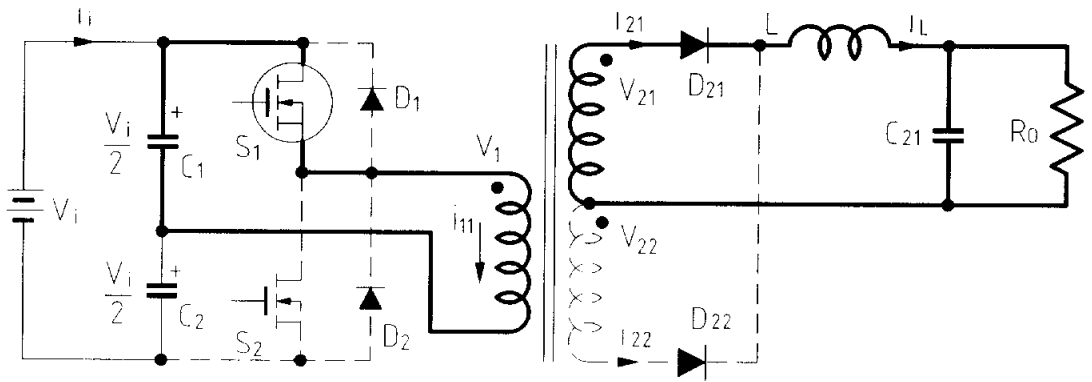 Ii
I21
L
IL
D21
V21
D1
Vi
2
+
C1
S1
V1
C21
Ro
Vi
i11
V22
Vi
2
+
C2
S2
D2
I22
D22